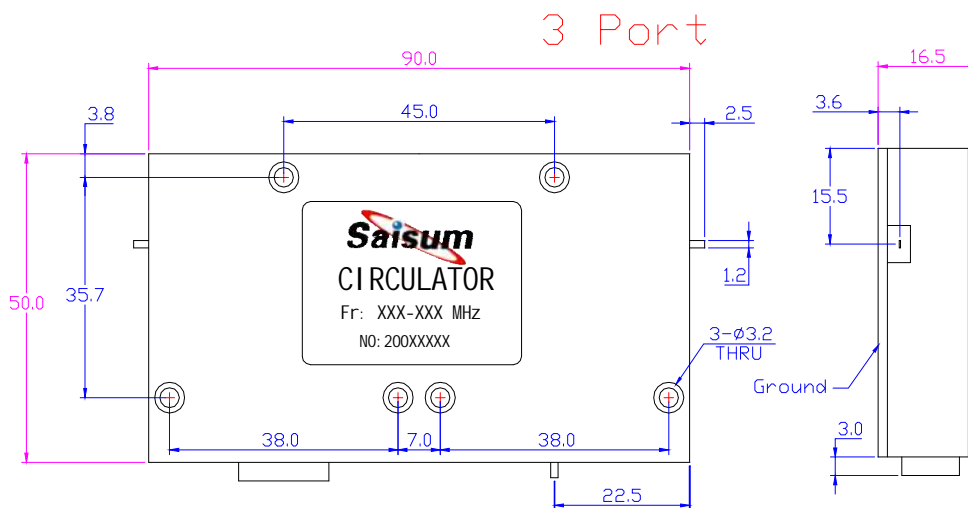 3 Port
90.0
16.5
3.8
45.0
2.5
3.6
15.5
Saisum
CIRCULATOR
Fr: XXX-XXX MHz
NO:200XXXXX
1.2
50.0
35.7
3-ø3.2
THRU
Ground
38.0
7.0
38.0
3.0
22.5